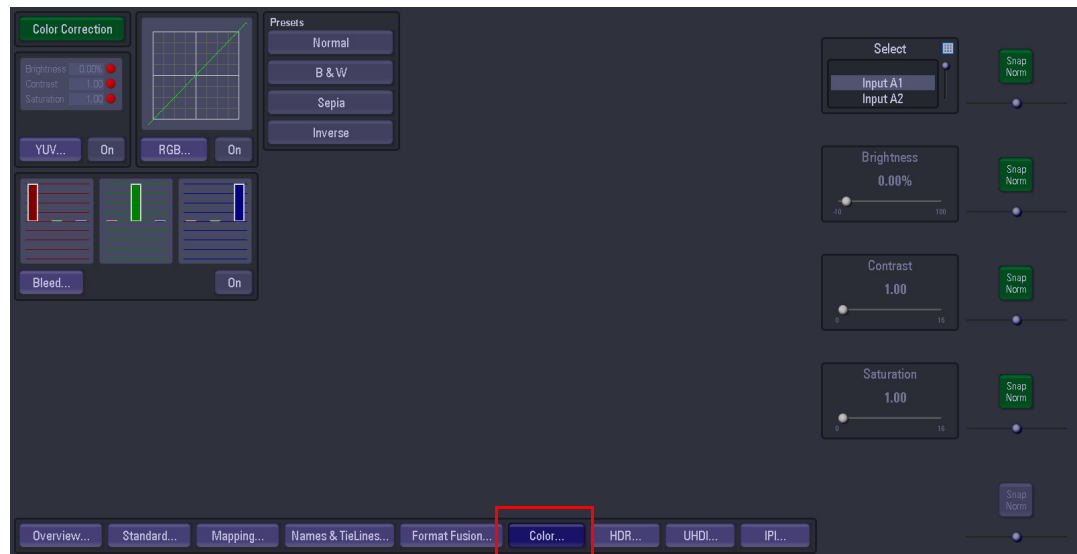 Color Correction
Brightness 0.00%
Contrast 1.00
Saturation 1.00
YUV... On
RGB... On
Presets
Normal
B & W
Sepia
Inverse
Bleed... On
Select
Input A1
Input A2
Snap
Norm
Brightness
0.00%
-10 100
Snap
Norm
Contrast
1.00
0 16
Snap
Norm
Saturation
1.00
0 16
Snap
Norm
Snap
Norm
Overview... Standard... Mapping... Names & TieLines... Format Fusion... Color... HDR... UHDI... IPI...